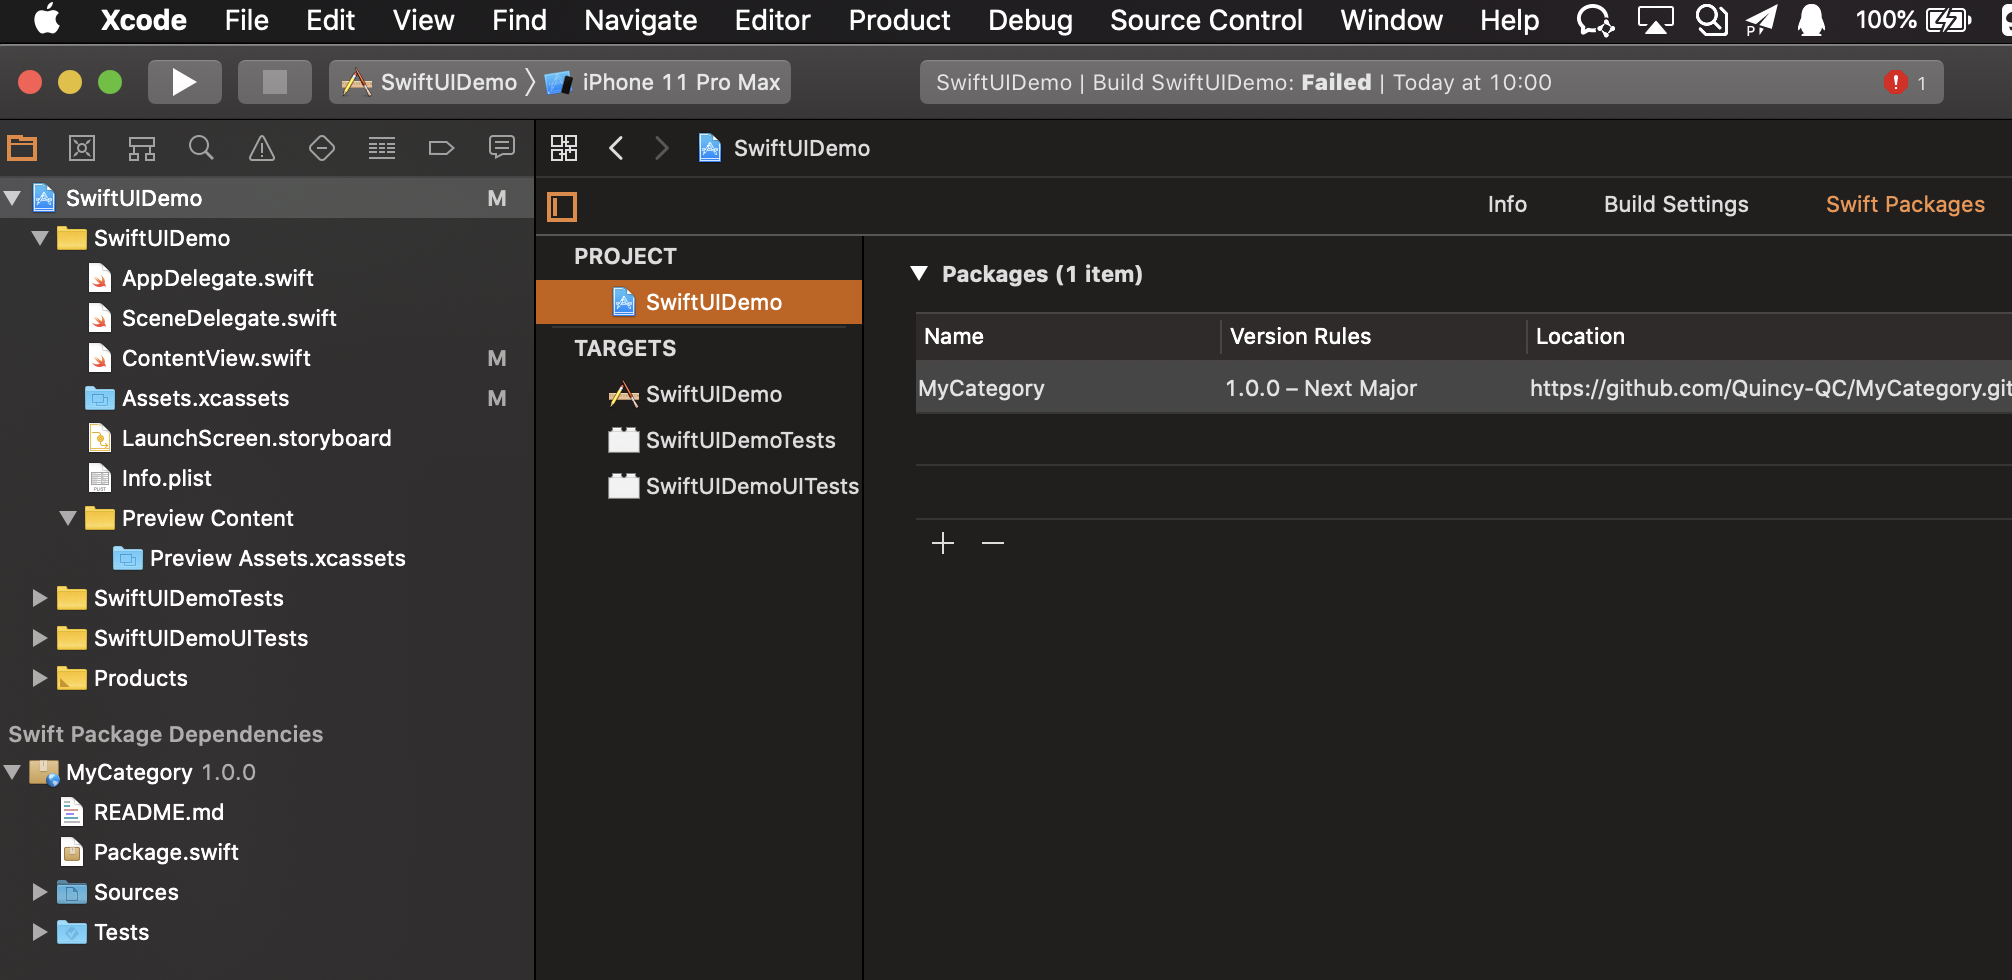 Xcode File Edit View Find Navigate Editor Product Debug Source Control Window Help P 100%
SwiftUIDemo iPhone 11 Pro Max SwiftUIDemo | Build SwiftUIDemo: Failed | Today at 10:00 1
SwiftUIDemo
SwiftUIDemo M
SwiftUIDemo
AppDelegate.swift
SceneDelegate.swift
ContentView.swift M
Assets.xcassets M
LaunchScreen.storyboard
Info.plist
Preview Content
Preview Assets.xcassets
SwiftUIDemoTests
SwiftUIDemoUITests
Products
Swift Package Dependencies
MyCategory 1.0.0
README.md
Package.swift
Sources
Tests
Info Build Settings Swift Packages
PROJECT
SwiftUIDemo
TARGETS
SwiftUIDemo
SwiftUIDemoTests
SwiftUIDemoUITests
Packages (1 item)
Name Version Rules Location
MyCategory 1.0.0 – Next Major https://github.com/Quincy-QC/MyCategory.git